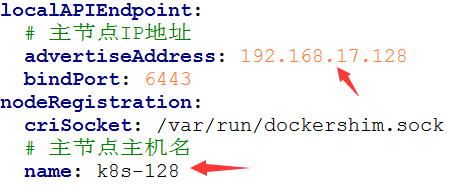 localAPIEndpoint:
  # 主节点IP地址
  advertiseAddress: 192.168.17.128
  bindPort: 6443
nodeRegistration:
  criSocket: /var/run/dockershim.sock
  # 主节点主机名
  name: k8s-128